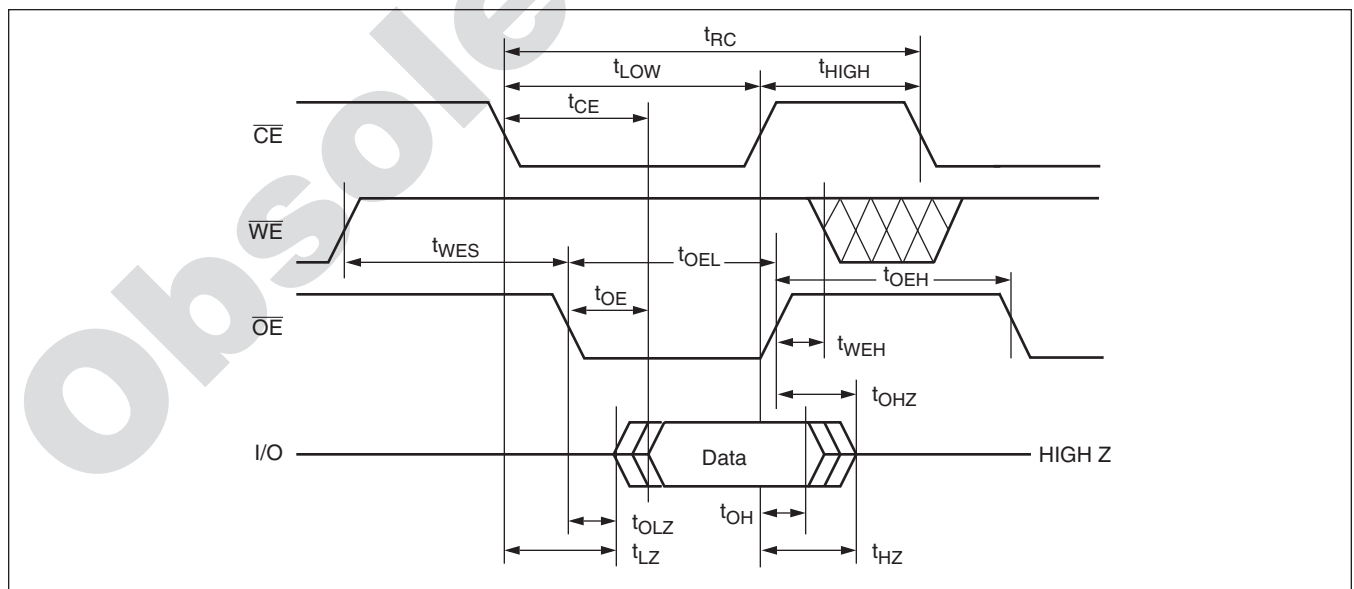 Obsole
tRC
tLOW
tHIGH
tCE
CE
WE
tWES
tOEL
tOEH
tOE
OE
tWEH
tOHZ
I/O
Data
HIGH Z
tOLZ
tOH
tLZ
tHZ